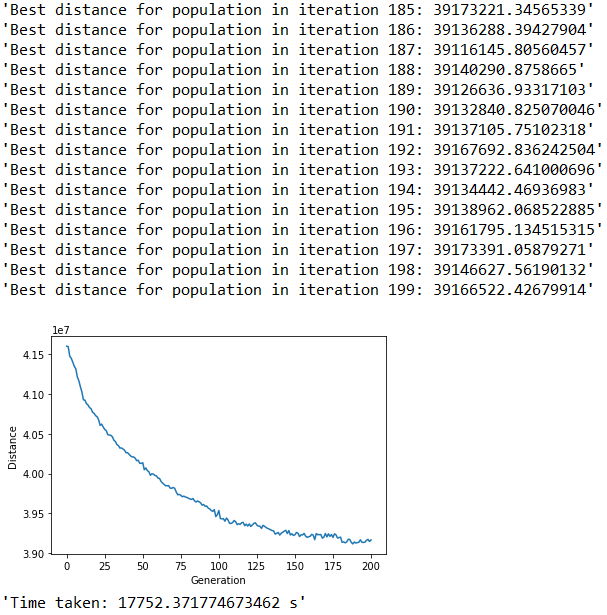 'Best distance for population in iteration 185: 39173221.34565339'
'Best distance for population in iteration 186: 39136288.39427904'
'Best distance for population in iteration 187: 39116145.80560457'
'Best distance for population in iteration 188: 39140290.8758665'
'Best distance for population in iteration 189: 39126636.93317103'
'Best distance for population in iteration 190: 39132840.825070046'
'Best distance for population in iteration 191: 39137105.75102318'
'Best distance for population in iteration 192: 39167692.836242504'
'Best distance for population in iteration 193: 39137222.641000696'
'Best distance for population in iteration 194: 39134442.46936983'
'Best distance for population in iteration 195: 39138962.068522885'
'Best distance for population in iteration 196: 39161795.134515315'
'Best distance for population in iteration 197: 39173391.05879271'
'Best distance for population in iteration 198: 39146627.56190132'
'Best distance for population in iteration 199: 39166522.42679914'
1e7
4.15
4.10
4.05
4.00
3.95
3.90
Distance
0 25 50 75 100 125 150 175 200
Generation
'Time taken: 17752.371774673462 s'